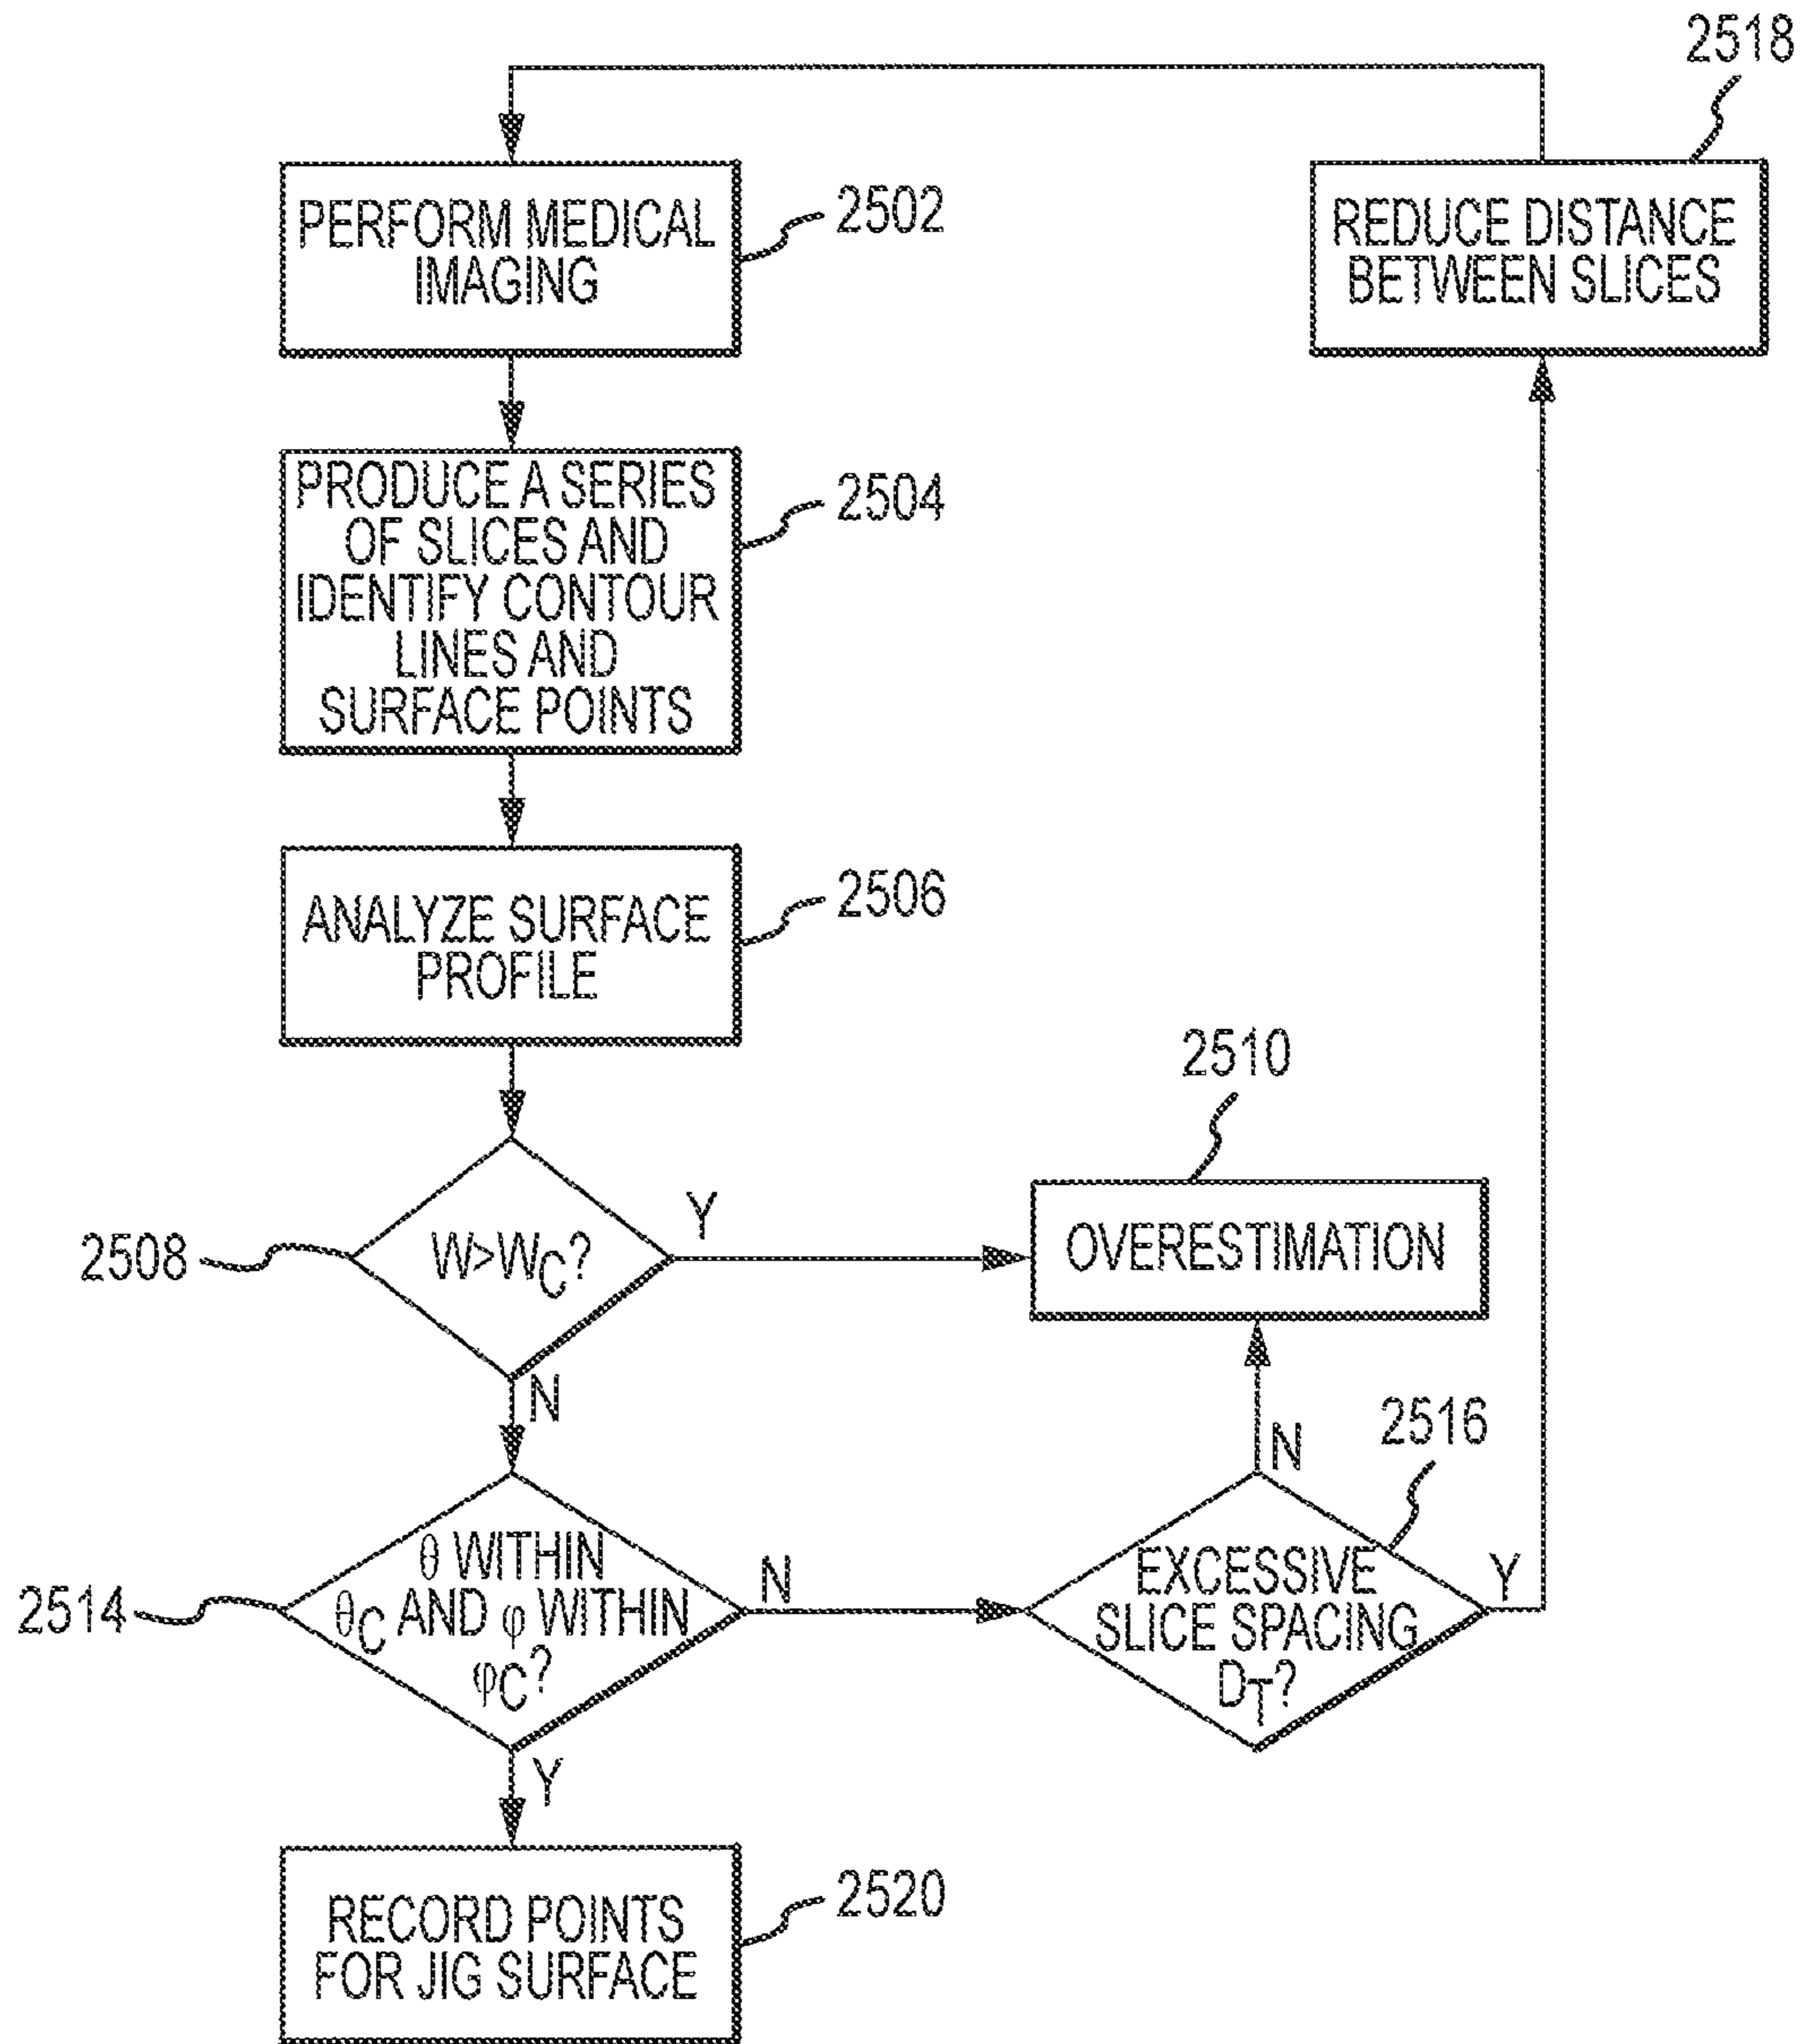 2518
PERFORM MEDICAL
IMAGING
2502
REDUCE DISTANCE
BETWEEN SLICES
PRODUCE A SERIES
OF SLICES AND
IDENTIFY CONTOUR
LINES AND
SURFACE POINTS
2504
ANALYZE SURFACE
PROFILE
2506
2510
OVERESTIMATION
2508
W>WC?
Y
N
2516
2514
θ WITHIN
θC AND φ WITHIN
φC?
N
N
EXCESSIVE
SLICE SPACING
DT?
Y
Y
RECORD POINTS
FOR JIG SURFACE
2520